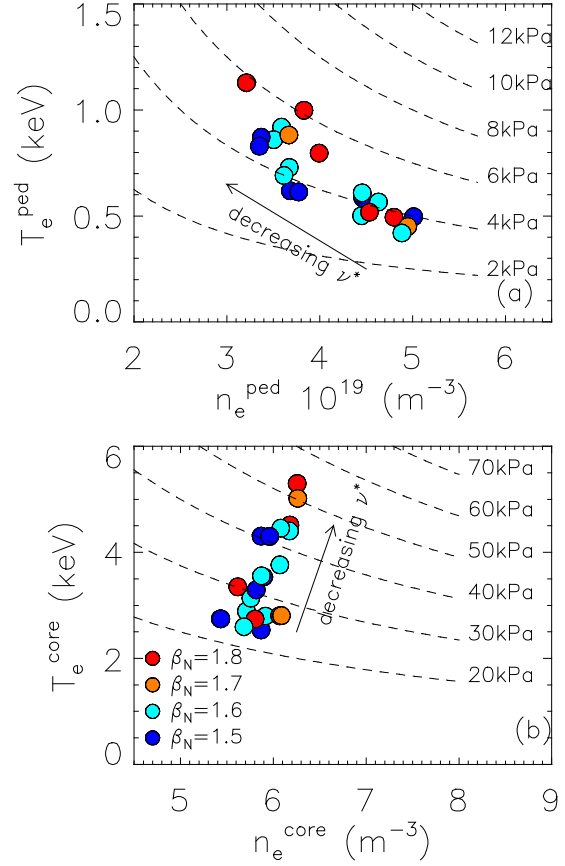 1.5
12kPa
10kPa
1.0
8kPa
6kPa
0.5
4kPa
decreasing ν*
2kPa
(a)
0.0
2 3 4 5 6
T_e^ped (keV)
n_e^ped 10^19 (m^-3)
6
70kPa
60kPa
50kPa
4
40kPa
decreasing ν*
30kPa
2
20kPa
β_N=1.8
β_N=1.7
β_N=1.6
β_N=1.5
(b)
0
5 6 7 8 9
T_e^core (keV)
n_e^core (m^-3)